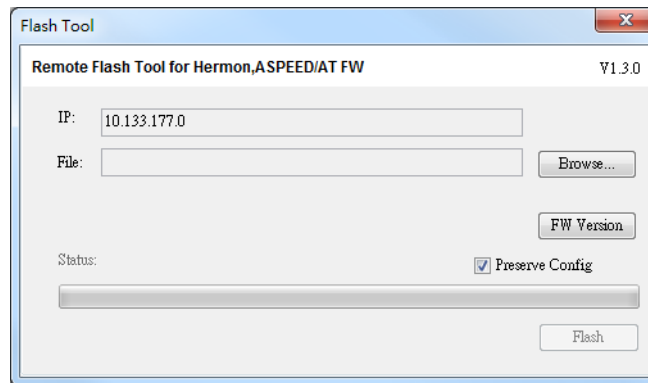 Flash Tool
Remote Flash Tool for Hermon,ASPEED/AT FW V1.3.0
IP: 10.133.177.0
File: Browse...
FW Version
Status: Preserve Config
Flash